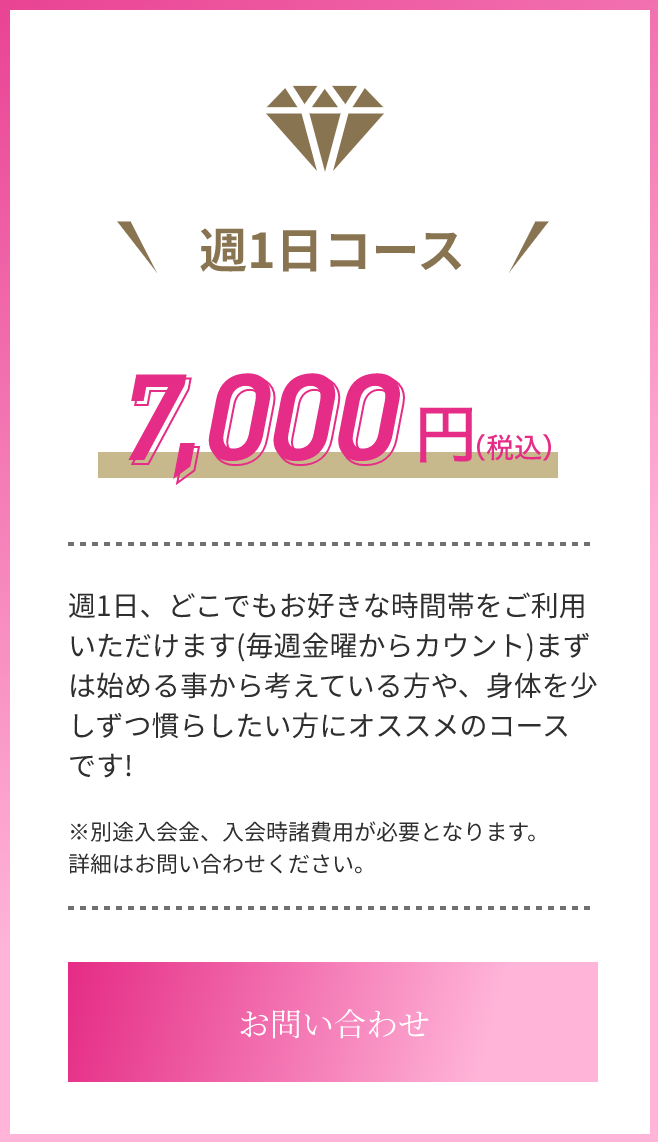 週1日コース
7,000円(税込)
週1日、どこでもお好きな時間帯をご利用
いただけます(毎週金曜からカウント)まず
は始める事から考えている方や、身体を少
しずつ慣らしたい方にオススメのコース
です!
※別途入会金、入会時諸費用が必要となります。
詳細はお問い合わせください。
お問い合わせ